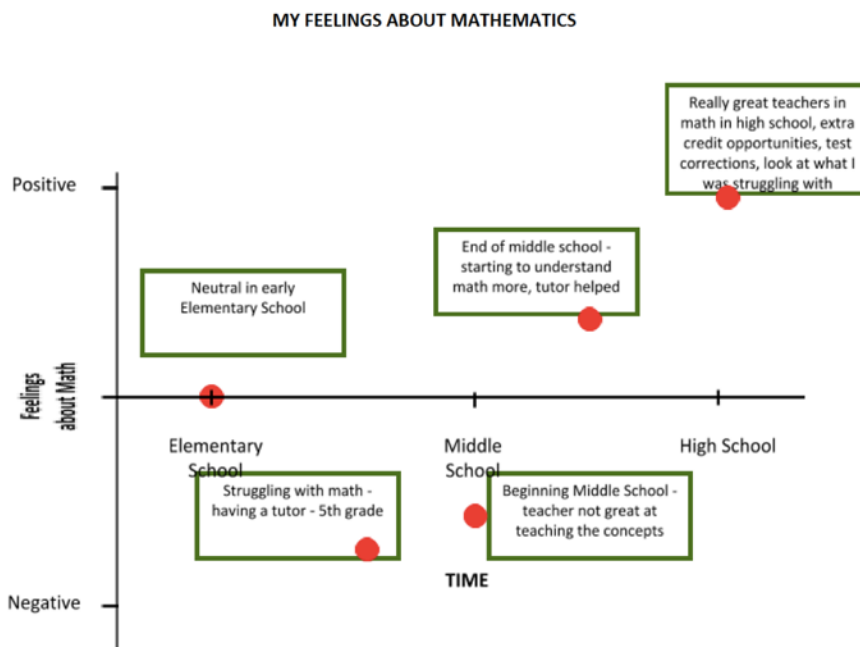 MY FEELINGS ABOUT MATHEMATICS
Really great teachers in
math in high school, extra
credit opportunities, test
corrections, look at what I
was struggling with
Positive
End of middle school -
starting to understand
math more, tutor helped
Neutral in early
Elementary School
Feelings
about Math
Elementary
School
Middle
School
High School
Struggling with math -
having a tutor - 5th grade
Beginning Middle School -
teacher not great at
teaching the concepts
TIME
Negative